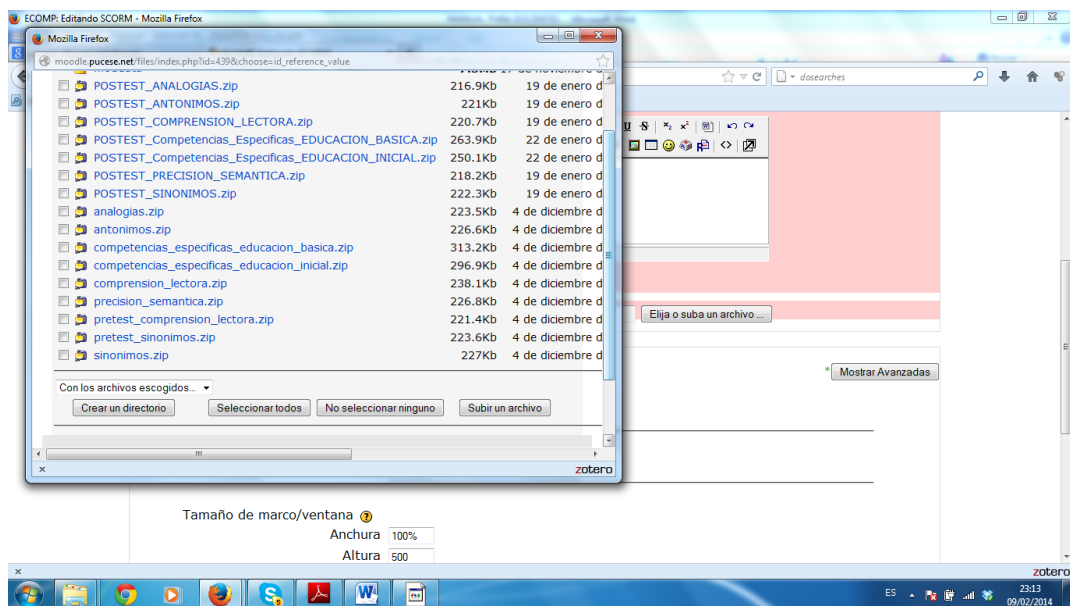 ECOMP: Editando SCORM - Mozilla Firefox
Mozilla Firefox
moodle.pucese.net/files/index.php?id=439&choose=id_reference_value
dosearches
17 de noviembre d
POSTEST_ANALOGIAS.zip 216.9Kb 19 de enero d
POSTEST_ANTONIMOS.zip 221Kb 19 de enero d
POSTEST_COMPRENSION_LECTORA.zip 220.7Kb 19 de enero d
POSTEST_Competencias_Especificas_EDUCACION_BASICA.zip 263.9Kb 22 de enero d
POSTEST_Competencias_Especificas_EDUCACION_INICIAL.zip 250.1Kb 22 de enero d
POSTEST_PRECISION_SEMANTICA.zip 218.2Kb 19 de enero d
POSTEST_SINONIMOS.zip 222.3Kb 19 de enero d
analogias.zip 223.5Kb 4 de diciembre d
antonimos.zip 226.6Kb 4 de diciembre d
competencias_especificas_educacion_basica.zip 313.2Kb 4 de diciembre d
competencias_especificas_educacion_inicial.zip 296.9Kb 4 de diciembre d
comprension_lectora.zip 238.1Kb 4 de diciembre d
precision_semantica.zip 226.8Kb 4 de diciembre d
pretest_comprension_lectora.zip 221.4Kb 4 de diciembre d
pretest_sinonimos.zip 223.6Kb 4 de diciembre d
sinonimos.zip 227Kb 4 de diciembre d
Elija o suba un archivo ...
* Mostrar Avanzadas
Con los archivos escogidos...
Crear un directorio Seleccionar todos No seleccionar ninguno Subir un archivo
zotero
Tamaño de marco/ventana
Anchura 100%
Altura 500
zotero
ES 23:13
09/02/2014